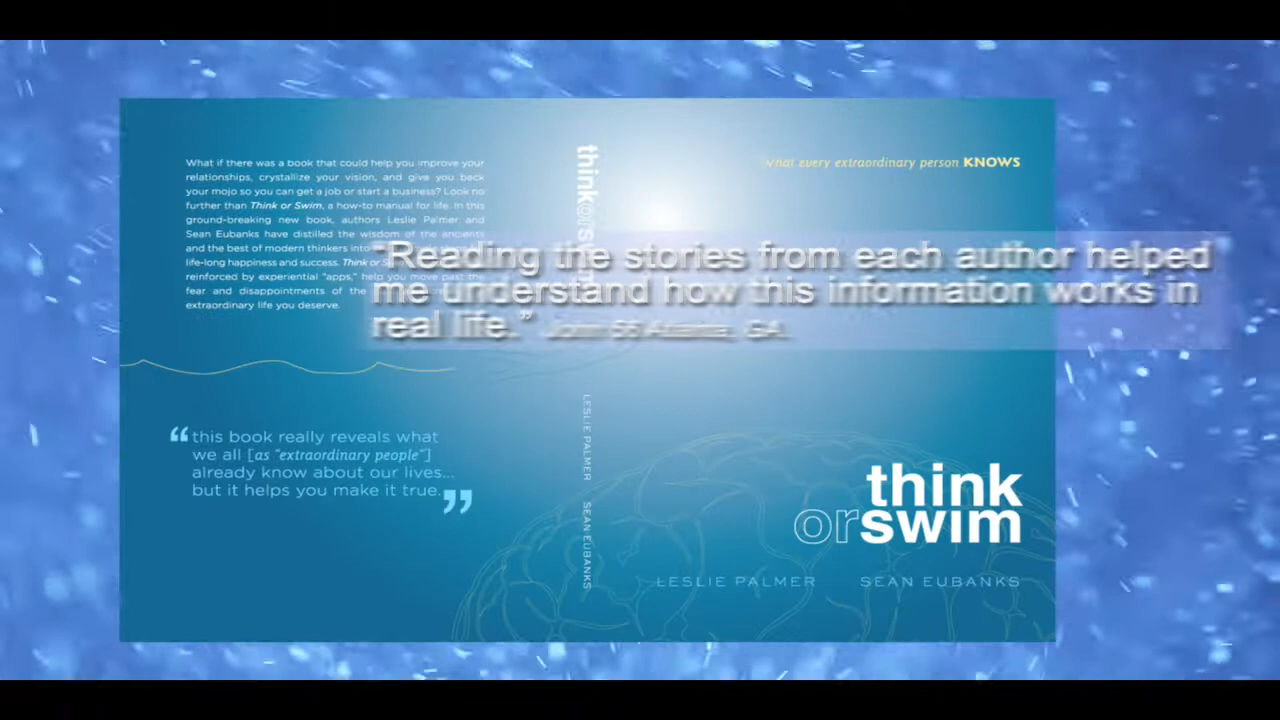 What if there was a book that could help you improve your
relationships, crystallize your vision, and give you back
your mojo so you can get a job or start a business? Look no
further than Think or Swim, a how-to manual for life. In this
ground-breaking new book, authors Leslie Palmer and
Sean Eubanks have distilled the wisdom of the ancients
and the best of modern thinkers into
life-long happiness and success. Think or
reinforced by experiential "apps," help you move past the
fear and disappointments of the
extraordinary life you deserve.
“this book really reveals what
we all [as "extraordinary people"]
already know about our lives...
but it helps you make it true.”
think or swim
LESLIE PALMER SEAN EUBANKS
what every extraordinary person KNOWS
"Reading the stories from each author helped
me understand how this information works in
real life." Atlanta, GA.
think
or swim
LESLIE PALMER SEAN EUBANKS